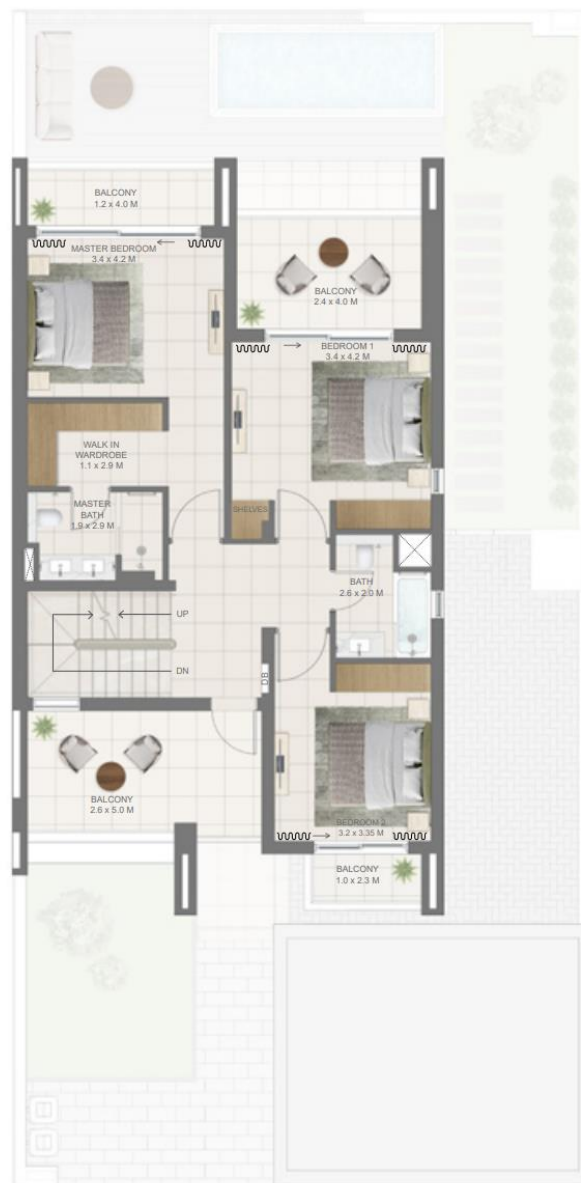 BALCONY
1.2 x 4.0 M
MASTER BEDROOM
3.4 x 4.2 M
BALCONY
2.4 x 4.0 M
BEDROOM 1
3.4 x 4.2 M
WALK IN
WARDROBE
1.1 x 2.9 M
MASTER
BATH
1.9 x 2.9 M
SHELVES
BATH
2.6 x 2.0 M
UP
DN
DB
BALCONY
2.6 x 5.0 M
BEDROOM 2
3.2 x 3.35 M
BALCONY
1.0 x 2.3 M